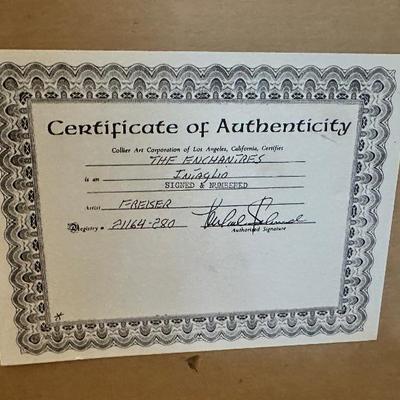 Certificate of Authenticity
Collier Art Corporation of Los Angeles, California, Certifies
THE ENCHANTRES
is an INTAGLIO
SIGNED & NUMBERED
Artist FREISER
Registry # 21164-280
Authorized Signature
*